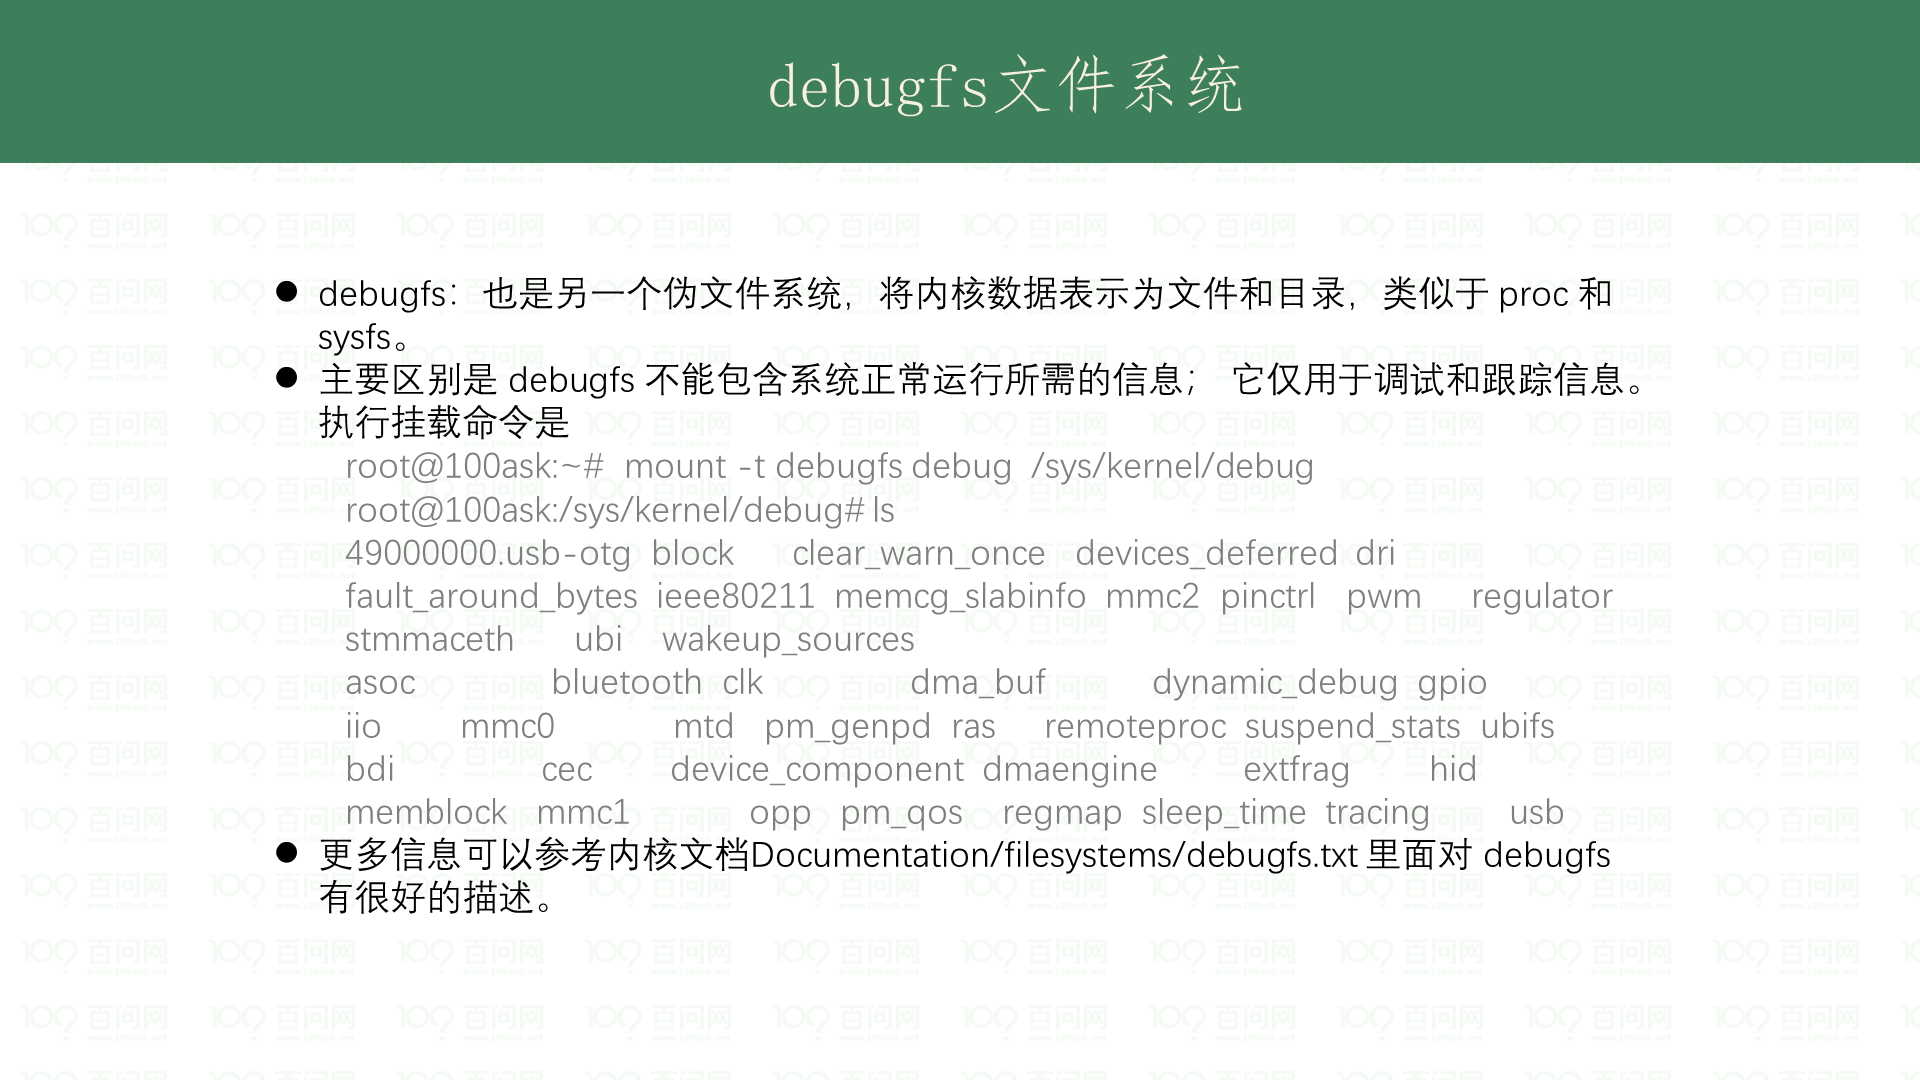 debugfs文件系统
● debugfs：也是另一个伪文件系统，将内核数据表示为文件和目录，类似于 proc 和
sysfs。
● 主要区别是 debugfs 不能包含系统正常运行所需的信息； 它仅用于调试和跟踪信息。
执行挂载命令是
root@100ask:~#  mount -t debugfs debug  /sys/kernel/debug
root@100ask:/sys/kernel/debug# ls
49000000.usb-otg  block      clear_warn_once   devices_deferred  dri
fault_around_bytes  ieee80211  memcg_slabinfo  mmc2  pinctrl   pwm     regulator
stmmaceth      ubi    wakeup_sources
asoc              bluetooth  clk               dma_buf           dynamic_debug  gpio
iio        mmc0            mtd   pm_genpd  ras     remoteproc  suspend_stats  ubifs
bdi               cec        device_component  dmaengine         extfrag        hid
memblock   mmc1            opp   pm_qos    regmap  sleep_time  tracing        usb
● 更多信息可以参考内核文档Documentation/filesystems/debugfs.txt 里面对 debugfs
有很好的描述。